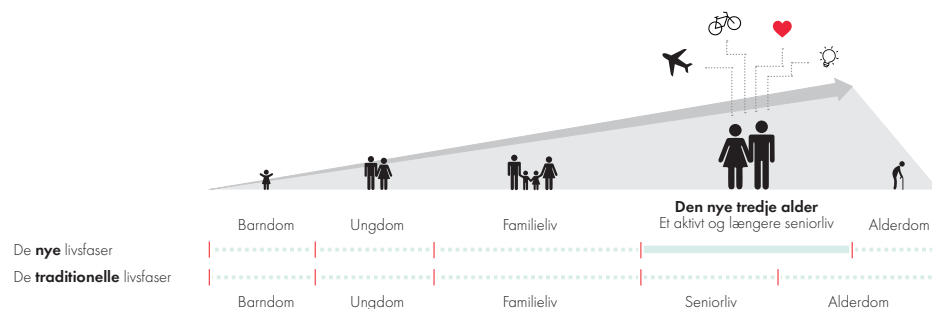 Den nye tredje alder
Barndom Ungdom Familieliv Et aktivt og længere seniorliv Alderdom
De nye livsfaser
De traditionelle livsfaser
Barndom Ungdom Familieliv Seniorliv Alderdom